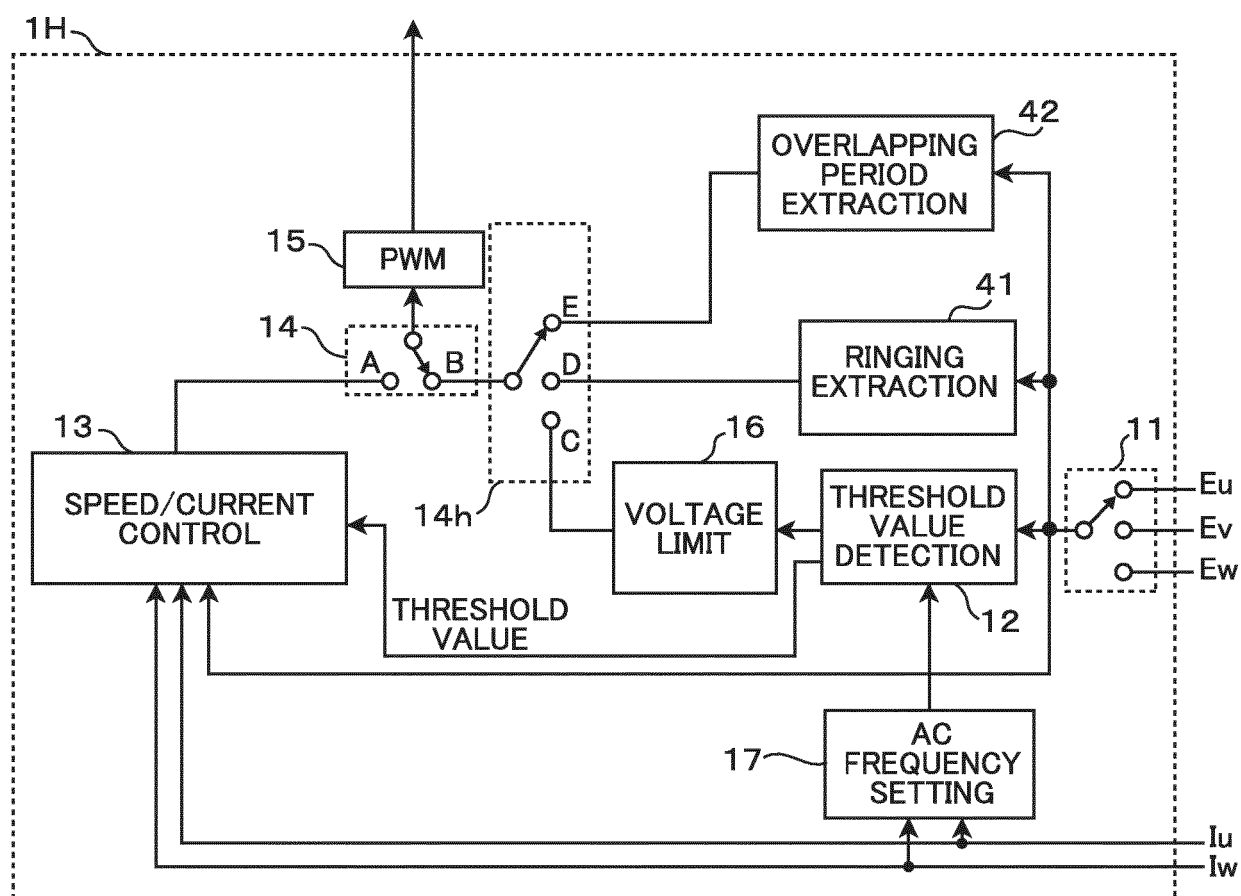 1H
42
OVERLAPPING
PERIOD
EXTRACTION
15
PWM
41
E
14
RINGING
EXTRACTION
A
B
D
13
C
16
11
SPEED/CURRENT
CONTROL
14h
VOLTAGE
LIMIT
THRESHOLD
VALUE
DETECTION
Eu
Ev
Ew
THRESHOLD
VALUE
12
17
AC
FREQUENCY
SETTING
Iu
Iw